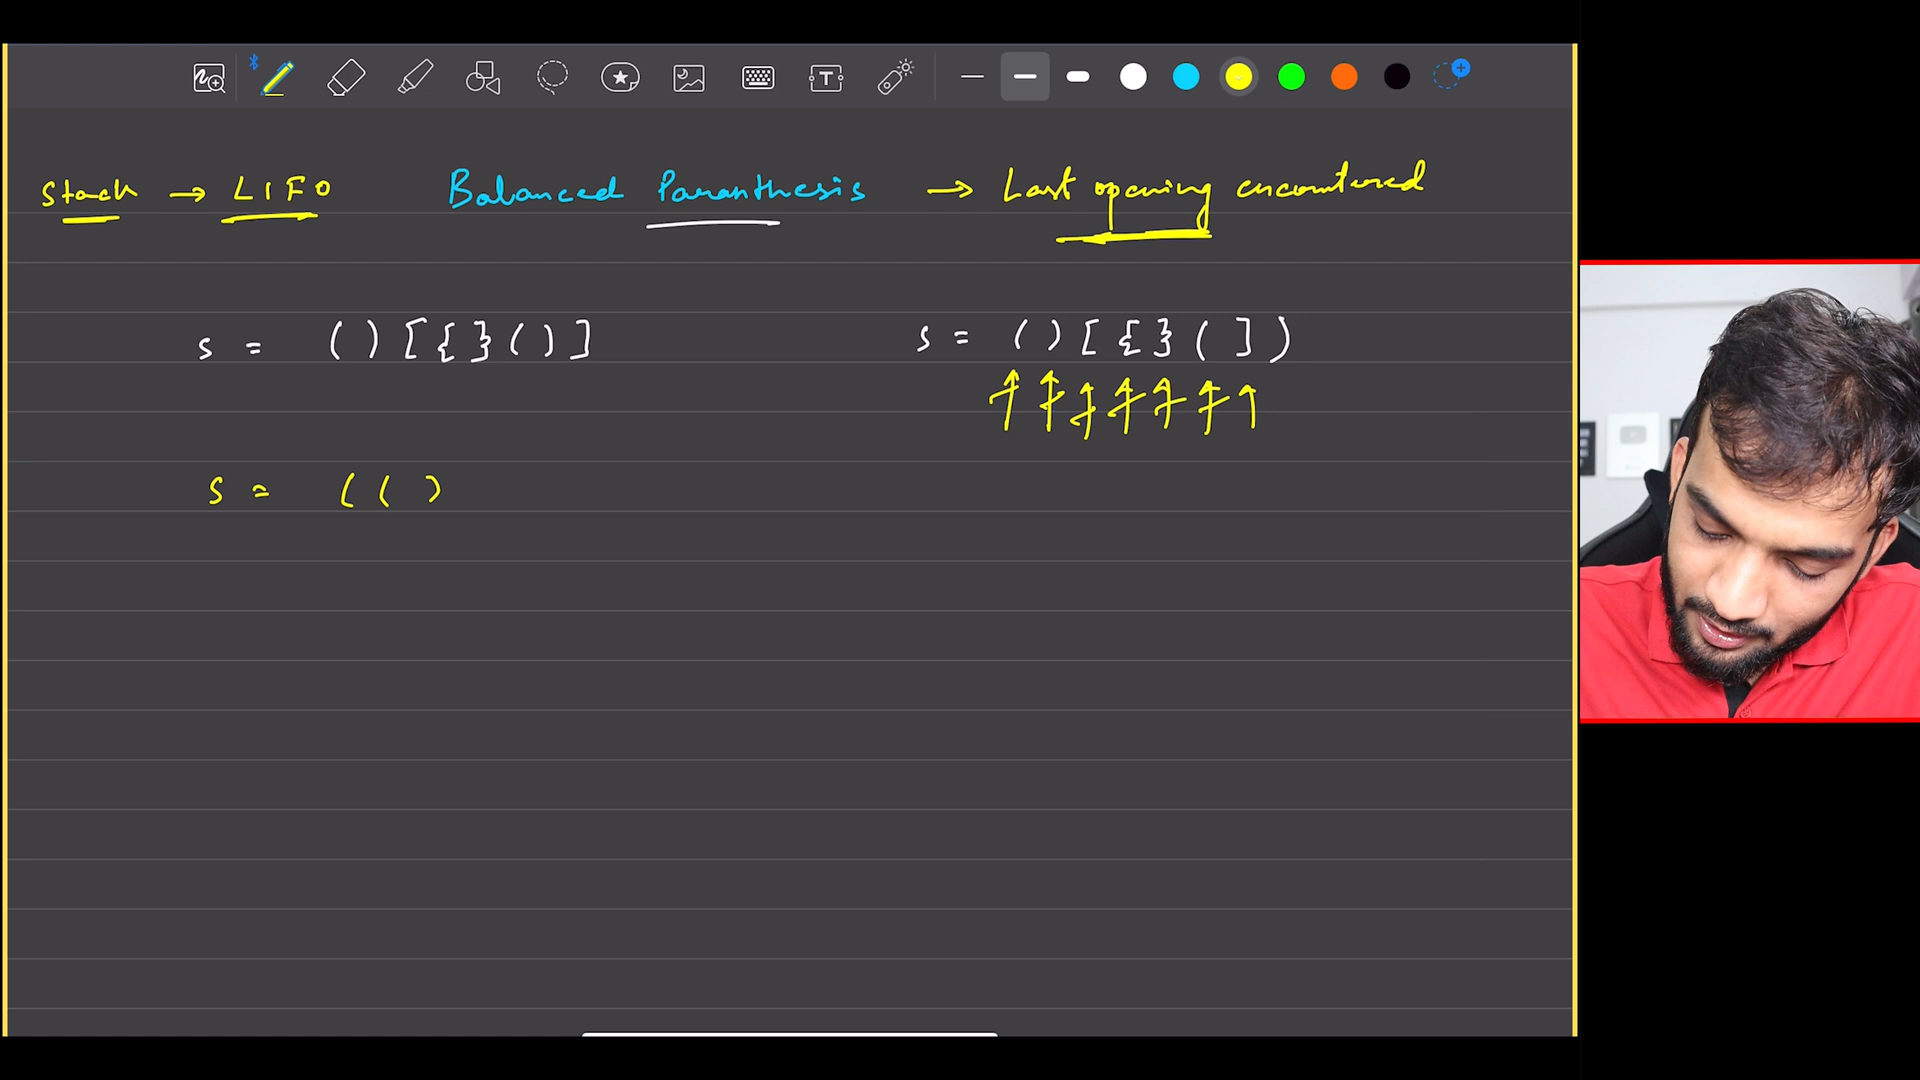 Stack → LIFO Balanced Paranthesis → Last opening encountered
s = ( ) [ { } ( ) ] s = ( ) [ { } ( ] )
s = ( ( )